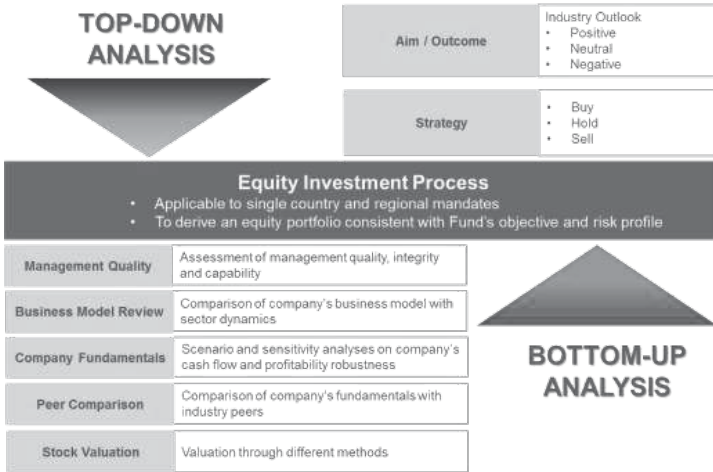 TOP-DOWN
ANALYSIS
Aim / Outcome
Industry Outlook
• Positive
• Neutral
• Negative
Strategy
• Buy
• Hold
• Sell
Equity Investment Process
• Applicable to single country and regional mandates
• To derive an equity portfolio consistent with Fund's objective and risk profile
Management Quality
Assessment of management quality, integrity
and capability
Business Model Review
Comparison of company's business model with
sector dynamics
Company Fundamentals
Scenario and sensitivity analyses on company's
cash flow and profitability robustness
Peer Comparison
Comparison of company's fundamentals with
industry peers
Stock Valuation
Valuation through different methods
BOTTOM-UP
ANALYSIS